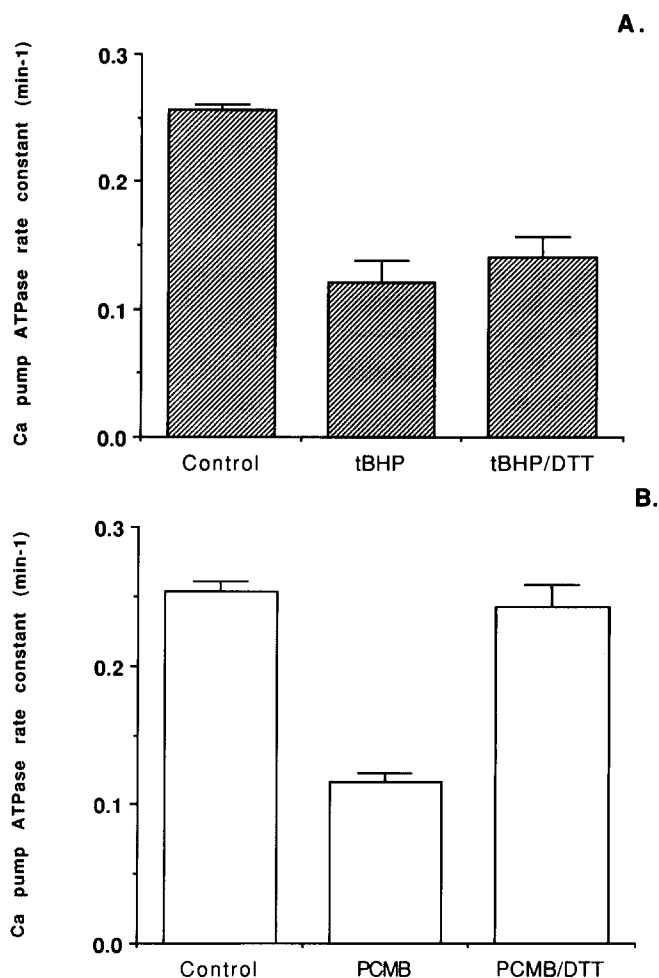 A.
Ca pump ATPase rate constant (min-1)
0.3
0.2
0.1
0.0
Control tBHP tBHP/DTT
B.
Ca pump ATPase rate constant (min-1)
0.3
0.2
0.1
0.0
Control PCMB PCMB/DTT